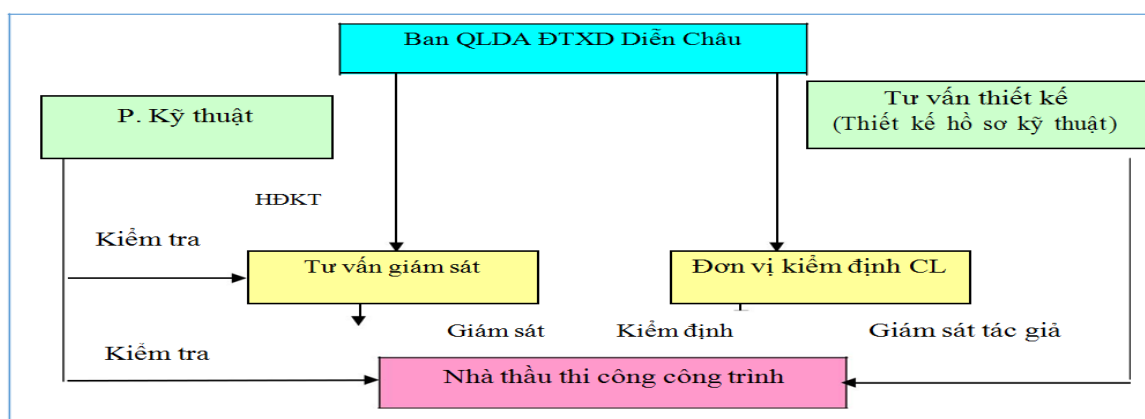 Ban QLDA ĐTXD Diễn Châu
P. Kỹ thuật
Tư vấn thiết kế
(Thiết kế hồ sơ kỹ thuật)
HĐKT
Kiểm tra
Tư vấn giám sát
Đơn vị kiểm định CL
Giám sát
Kiểm định
Giám sát tác giả
Kiểm tra
Nhà thầu thi công công trình